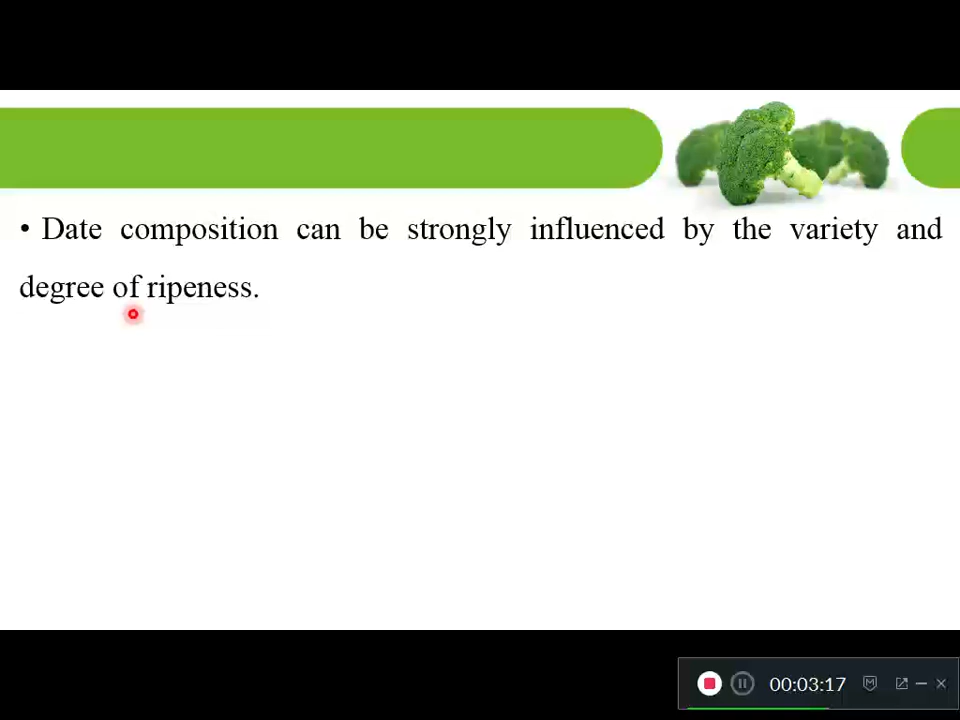 • Date composition can be strongly influenced by the variety and
degree of ripeness.
00:03:17